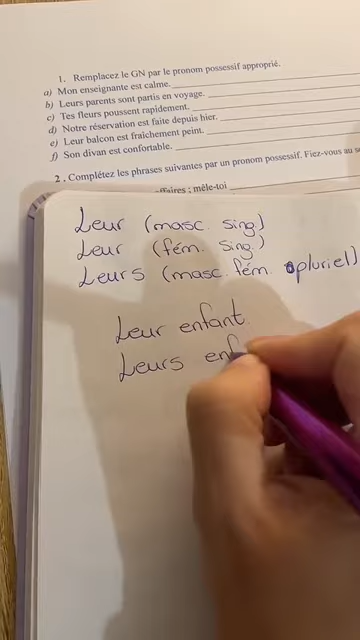 1. Remplacez le GN par le pronom possessif approprié.
a) Mon enseignante est calme.
b) Leurs parents sont partis en voyage.
c) Tes fleurs poussent rapidement.
d) Notre réservation est faite depuis hier.
e) Leur balcon est fraîchement peint.
f) Son divan est confortable.
2. Complétez les phrases suivantes par un pronom possessif. Fiez-vous au
; mêle-toi
Leur (masc. sing.)
Leur (fém. sing.)
Leurs (masc. fém. pluriel)
Leur enfant.
Leurs enf